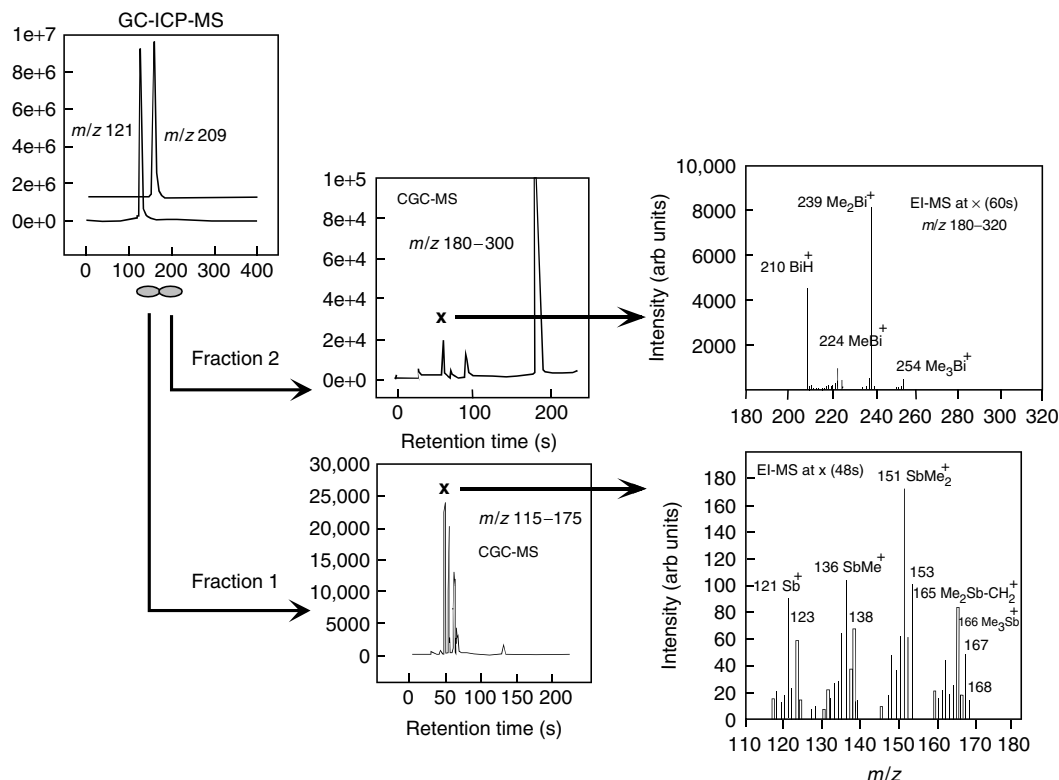 GC-ICP-MS
1e+7
1e+7
8e+6
6e+6
4e+6
2e+6
0e+0
m/z 121
m/z 209
0 100 200 300 400
Fraction 2
Fraction 1
1e+5
8e+4
6e+4
4e+4
2e+4
0e+0
CGC-MS
m/z 180–300
x
0 100 200
Retention time (s)
10,000
8000
6000
4000
2000
Intensity (arb units)
239 Me2Bi+
EI-MS at × (60s)
m/z 180–320
210 BiH+
224 MeBi+
254 Me3Bi+
180 200 220 240 260 280 300 320
30,000
25,000
20,000
15,000
10,000
5000
0
x
m/z 115–175
CGC-MS
0 50 100 150 200
Retention time (s)
180
160
140
120
100
80
60
40
20
0
Intensity (arb units)
EI-MS at x (48s)
151 SbMe2+
136 SbMe+
153
121 Sb+
165 Me2Sb-CH2+
123
138
166 Me3Sb+
167
168
110 120 130 140 150 160 170 180
m/z